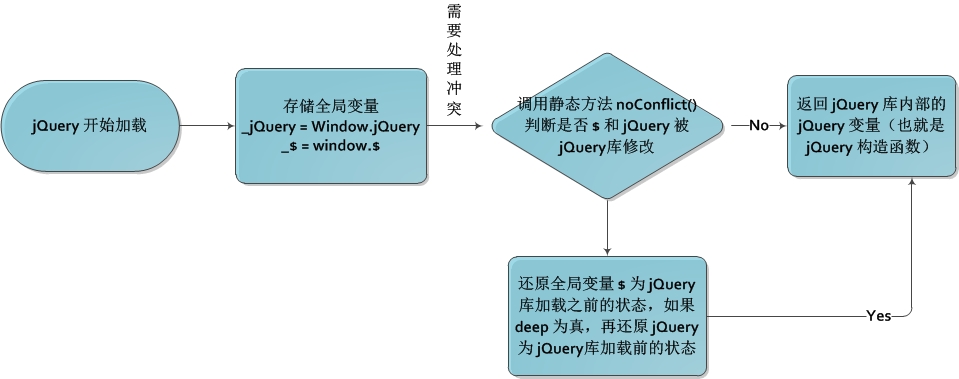 jQuery 开始加载
存储全局变量
_jQuery = Window.jQuery
_$ = window.$
需要处理冲突
调用静态方法 noConflict()
判断是否 $ 和 jQuery 被
jQuery库修改
No
返回 jQuery 库内部的
jQuery 变量（也就是
jQuery 构造函数）
还原全局变量 $ 为 jQuery
库加载之前的状态，如果
deep 为真，再还原 jQuery
为 jQuery库加载前的状态
Yes